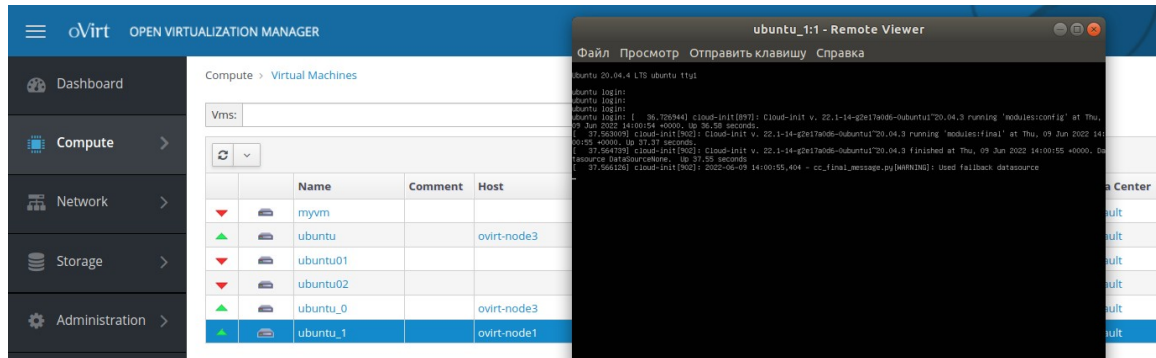 oVirt OPEN VIRTUALIZATION MANAGER
Dashboard
Compute
Network
Storage
Administration
Compute > Virtual Machines
Vms:
Name Comment Host
myvm
ubuntu ovirt-node3
ubuntu01
ubuntu02
ubuntu_0 ovirt-node3
ubuntu_1 ovirt-node1
ubuntu_1:1 - Remote Viewer
Файл Просмотр Отправить клавишу Справка
Ubuntu 20.04.4 LTS ubuntu tty1
ubuntu login:
ubuntu login:
ubuntu login:
ubuntu login: [ 36.726944] cloud-init[897]: Cloud-init v. 22.1-14-g2e17a0d6-0ubuntu1~20.04.3 running 'modules:config' at Thu,
09 Jun 2022 14:00:54 +0000. Up 36.58 seconds.
[ 37.563009] cloud-init[902]: Cloud-init v. 22.1-14-g2e17a0d6-0ubuntu1~20.04.3 running 'modules:final' at Thu, 09 Jun 2022 14:
00:55 +0000. Up 37.37 seconds.
[ 37.564739] cloud-init[902]: Cloud-init v. 22.1-14-g2e17a0d6-0ubuntu1~20.04.3 finished at Thu, 09 Jun 2022 14:00:55 +0000. Da
tasource DataSourceNone. Up 37.55 seconds
[ 37.566126] cloud-init[902]: 2022-06-09 14:00:55,404 - cc_final_message.py[WARNING]: Used fallback datasource
a Center
ault
ault
ault
ault
ault
ault